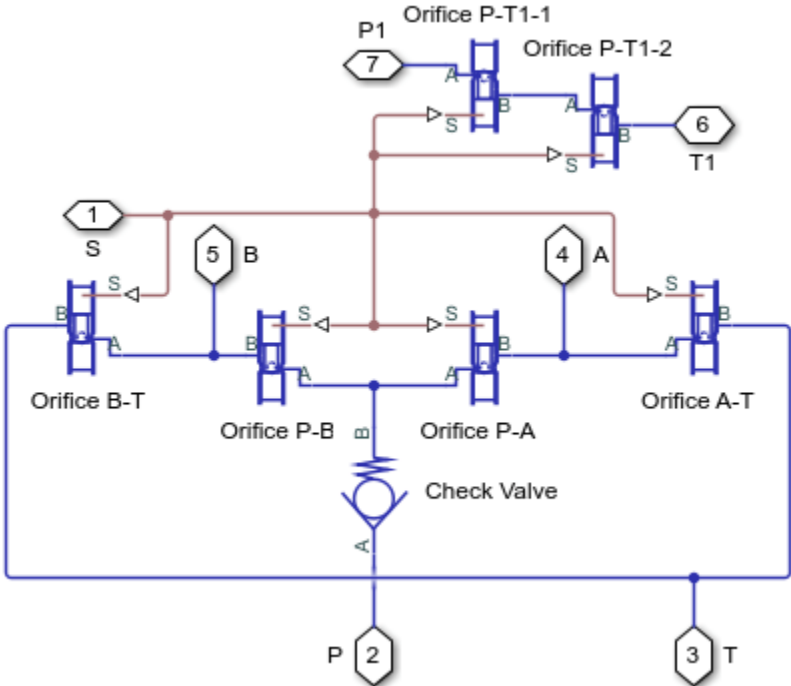 Orifice P-T1-1
P1
Orifice P-T1-2
7
A
B
A
S
B
6
S
T1
1
S
5
B
4
A
S
S
B
S
S
B
A
B
B
A
A
A
Orifice B-T
Orifice A-T
Orifice P-B
Orifice P-A
B
Check Valve
A
P
2
3
T